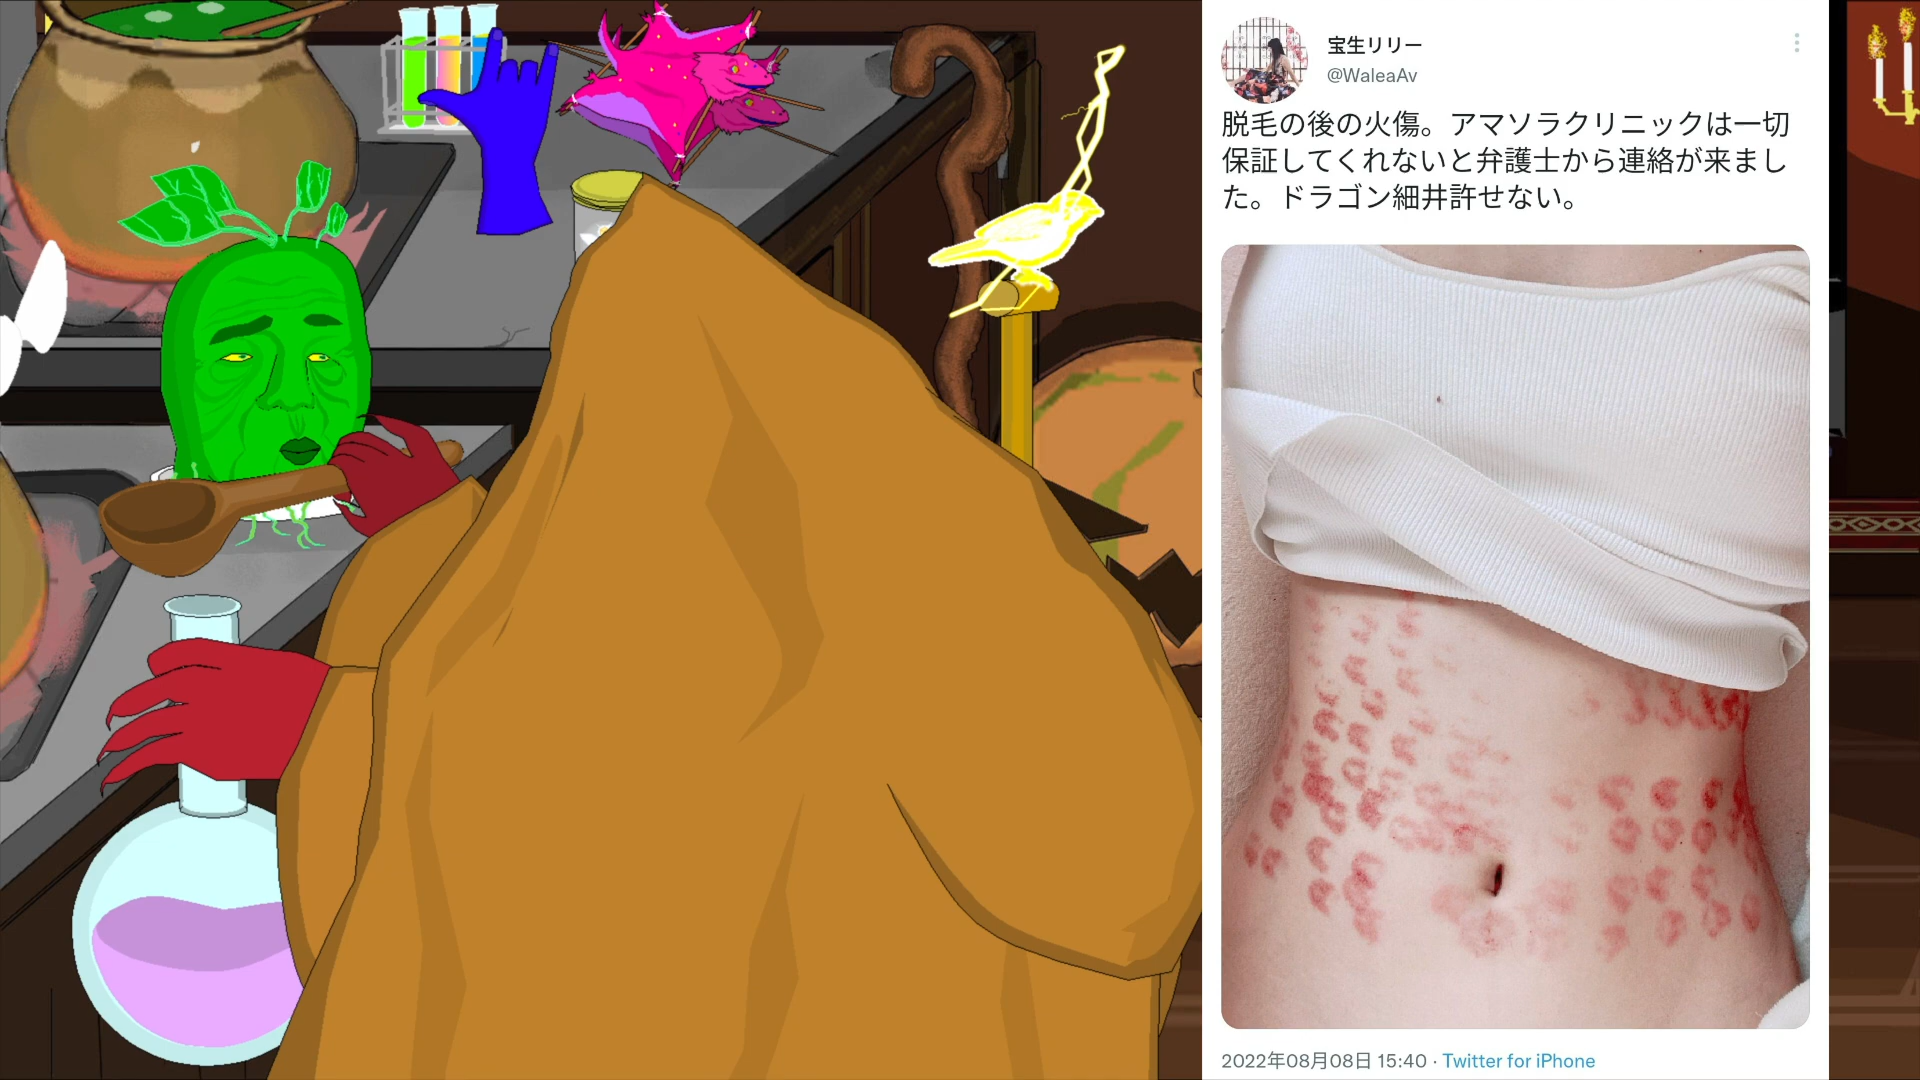 宝生リリー
@WaleaAv
脱毛の後の火傷。アマソラクリニックは一切
保証してくれないと弁護士から連絡が来まし
た。ドラゴン細井許せない。
2022年08月08日 15:40 · Twitter for iPhone